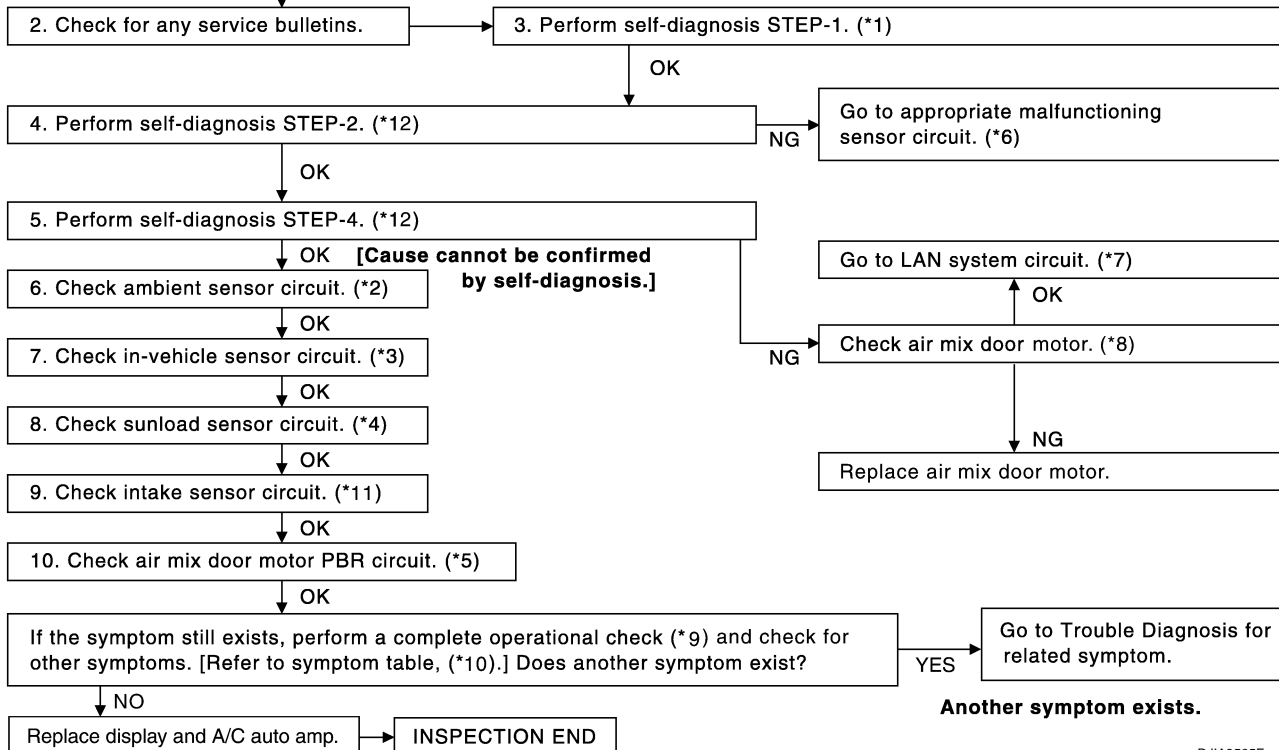 2. Check for any service bulletins.
3. Perform self-diagnosis STEP-1. (*1)
OK
4. Perform self-diagnosis STEP-2. (*12)
NG
Go to appropriate malfunctioning
sensor circuit. (*6)
OK
5. Perform self-diagnosis STEP-4. (*12)
OK
[Cause cannot be confirmed
by self-diagnosis.]
Go to LAN system circuit. (*7)
6. Check ambient sensor circuit. (*2)
OK
OK
7. Check in-vehicle sensor circuit. (*3)
NG
Check air mix door motor. (*8)
OK
8. Check sunload sensor circuit. (*4)
NG
OK
Replace air mix door motor.
9. Check intake sensor circuit. (*11)
OK
10. Check air mix door motor PBR circuit. (*5)
OK
If the symptom still exists, perform a complete operational check (*9) and check for
other symptoms. [Refer to symptom table, (*10).] Does another symptom exist?
YES
Go to Trouble Diagnosis for
related symptom.
Another symptom exists.
NO
Replace display and A/C auto amp.
INSPECTION END